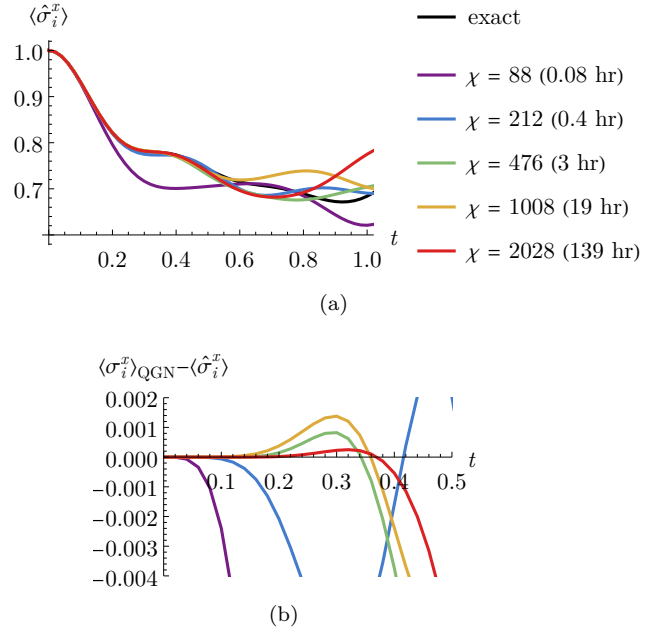 ⟨σ̂ᵢˣ⟩
1.0
0.9
0.8
0.7
0.2 0.4 0.6 0.8 1.0 t
exact
χ = 88 (0.08 hr)
χ = 212 (0.4 hr)
χ = 476 (3 hr)
χ = 1008 (19 hr)
χ = 2028 (139 hr)
(a)
⟨σᵢˣ⟩QGN−⟨σ̂ᵢˣ⟩
0.002
0.001
0.000
−0.001
−0.002
−0.003
−0.004
0.1 0.2 0.3 0.4 0.5 t
(b)